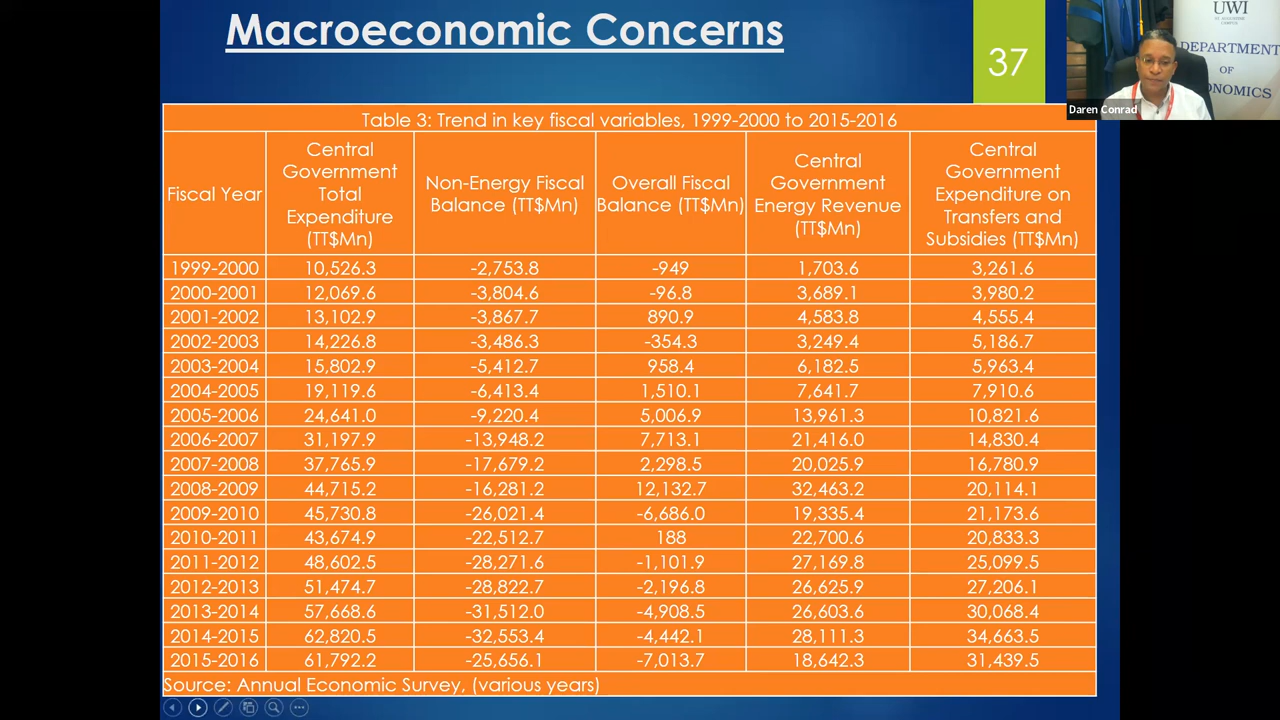 Macroeconomic Concerns
37
UWI
ST. AUGUSTINE
CAMPUS
DEPARTMENT
OF
ONOMICS
Daren Conrad
Table 3: Trend in key fiscal variables, 1999-2000 to 2015-2016
Fiscal Year
Central
Government
Total
Expenditure
(TT$Mn)
Non-Energy Fiscal
Balance (TT$Mn)
Overall Fiscal
Balance (TT$Mn)
Central
Government
Energy Revenue
(TT$Mn)
Central
Government
Expenditure on
Transfers and
Subsidies (TT$Mn)
1999-2000 10,526.3 -2,753.8 -949 1,703.6 3,261.6
2000-2001 12,069.6 -3,804.6 -96.8 3,689.1 3,980.2
2001-2002 13,102.9 -3,867.7 890.9 4,583.8 4,555.4
2002-2003 14,226.8 -3,486.3 -354.3 3,249.4 5,186.7
2003-2004 15,802.9 -5,412.7 958.4 6,182.5 5,963.4
2004-2005 19,119.6 -6,413.4 1,510.1 7,641.7 7,910.6
2005-2006 24,641.0 -9,220.4 5,006.9 13,961.3 10,821.6
2006-2007 31,197.9 -13,948.2 7,713.1 21,416.0 14,830.4
2007-2008 37,765.9 -17,679.2 2,298.5 20,025.9 16,780.9
2008-2009 44,715.2 -16,281.2 12,132.7 32,463.2 20,114.1
2009-2010 45,730.8 -26,021.4 -6,686.0 19,335.4 21,173.6
2010-2011 43,674.9 -22,512.7 188 22,700.6 20,833.3
2011-2012 48,602.5 -28,271.6 -1,101.9 27,169.8 25,099.5
2012-2013 51,474.7 -28,822.7 -2,196.8 26,625.9 27,206.1
2013-2014 57,668.6 -31,512.0 -4,908.5 26,603.6 30,068.4
2014-2015 62,820.5 -32,553.4 -4,442.1 28,111.3 34,663.5
2015-2016 61,792.2 -25,656.1 -7,013.7 18,642.3 31,439.5
Source: Annual Economic Survey, (various years)